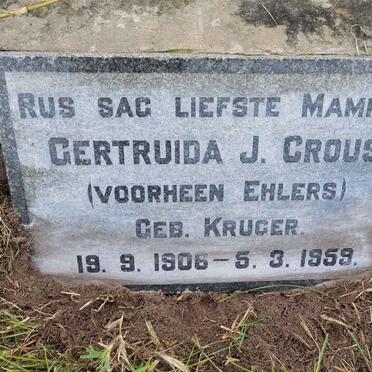 RUS SAG LIEFSTE MAM
GERTRUIDA J. CROUS
(VOORHEEN EHLERS)
GEB. KRUGER.
19. 9. 1906 – 5. 3. 1959.